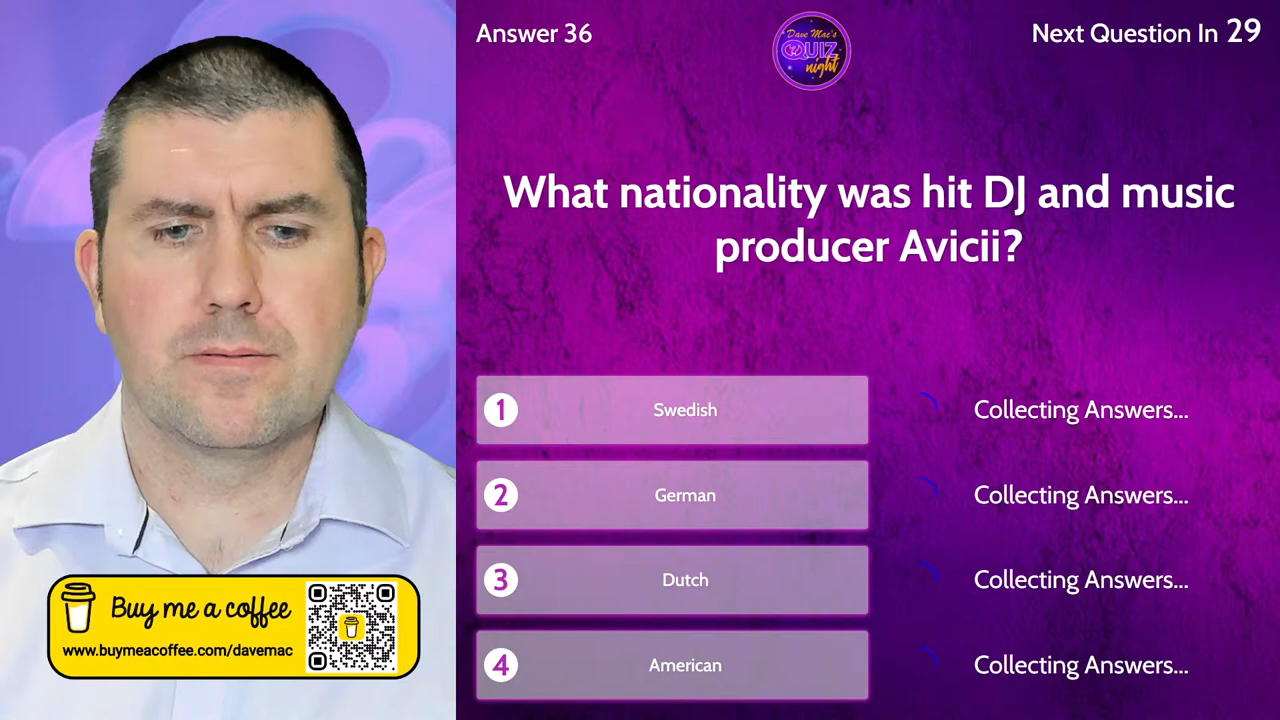 Answer 36
Dave Mac's
QUIZ
night
Next Question In 29
What nationality was hit DJ and music
producer Avicii?
1 Swedish Collecting Answers...
2 German Collecting Answers...
3 Dutch Collecting Answers...
4 American Collecting Answers...
Buy me a coffee
www.buymeacoffee.com/davemac